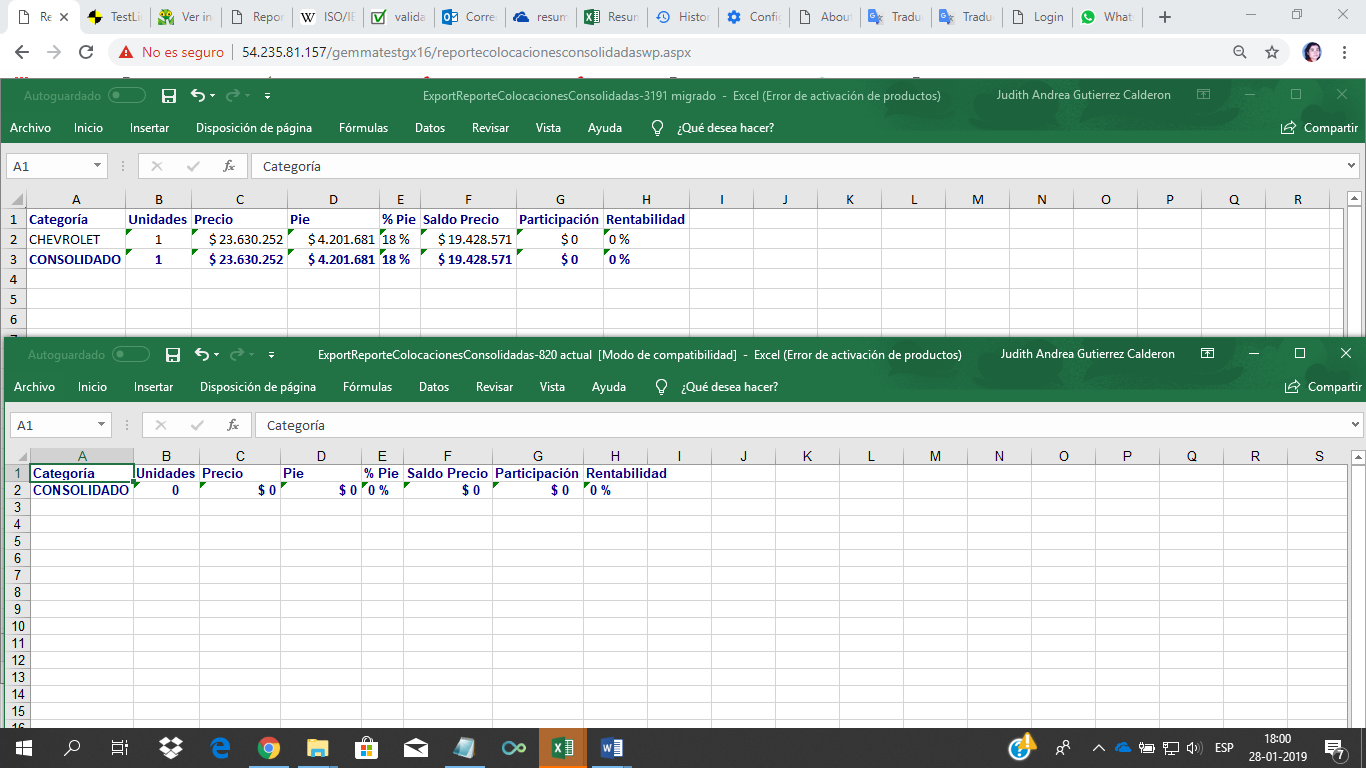 Re TestLi Ver in Repor ISO/IE valida Corre resum Resun Histor Config About Tradu Tradu Login What
No es seguro 54.235.81.157/gemmatestgx16/reportecolocacionesconsolidadaswp.aspx
Autoguardado ExportReporteColocacionesConsolidadas-3191 migrado - Excel (Error de activación de productos) Judith Andrea Gutierrez Calderon
Archivo Inicio Insertar Disposición de página Fórmulas Datos Revisar Vista Ayuda ¿Qué desea hacer? Compartir
A1 fx Categoría
A B C D E F G H I J K L M N O P Q R
1 Categoría Unidades Precio Pie % Pie Saldo Precio Participación Rentabilidad
2 CHEVROLET 1 $ 23.630.252 $ 4.201.681 18 % $ 19.428.571 $ 0 0 %
3 CONSOLIDADO 1 $ 23.630.252 $ 4.201.681 18 % $ 19.428.571 $ 0 0 %
4
5
6
Autoguardado ExportReporteColocacionesConsolidadas-820 actual [Modo de compatibilidad] - Excel (Error de activación de productos) Judith Andrea Gutierrez Calderon
Archivo Inicio Insertar Disposición de página Fórmulas Datos Revisar Vista Ayuda ¿Qué desea hacer? Compartir
A1 fx Categoría
A B C D E F G H I J K L M N O P Q R S
1 Categoría Unidades Precio Pie % Pie Saldo Precio Participación Rentabilidad
2 CONSOLIDADO 0 $ 0 $ 0 0 % $ 0 $ 0 0 %
3
4
5
6
7
8
9
10
11
12
13
14
15
16
ESP 18:00
28-01-2019 7